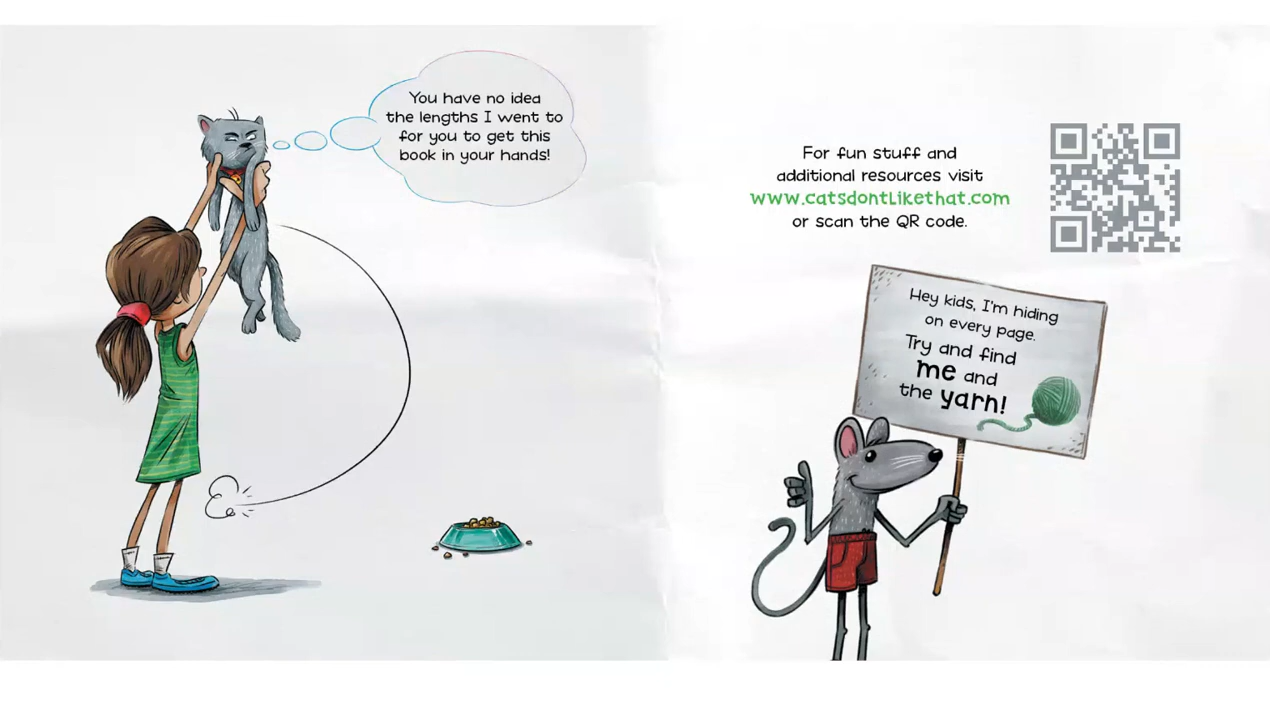 You have no idea
the lengths I went to
for you to get this
book in your hands!
For fun stuff and
additional resources visit
www.catsdontlikethat.com
or scan the QR code.
Hey kids, I'm hiding
on every page.
Try and find
me and
the yarn!